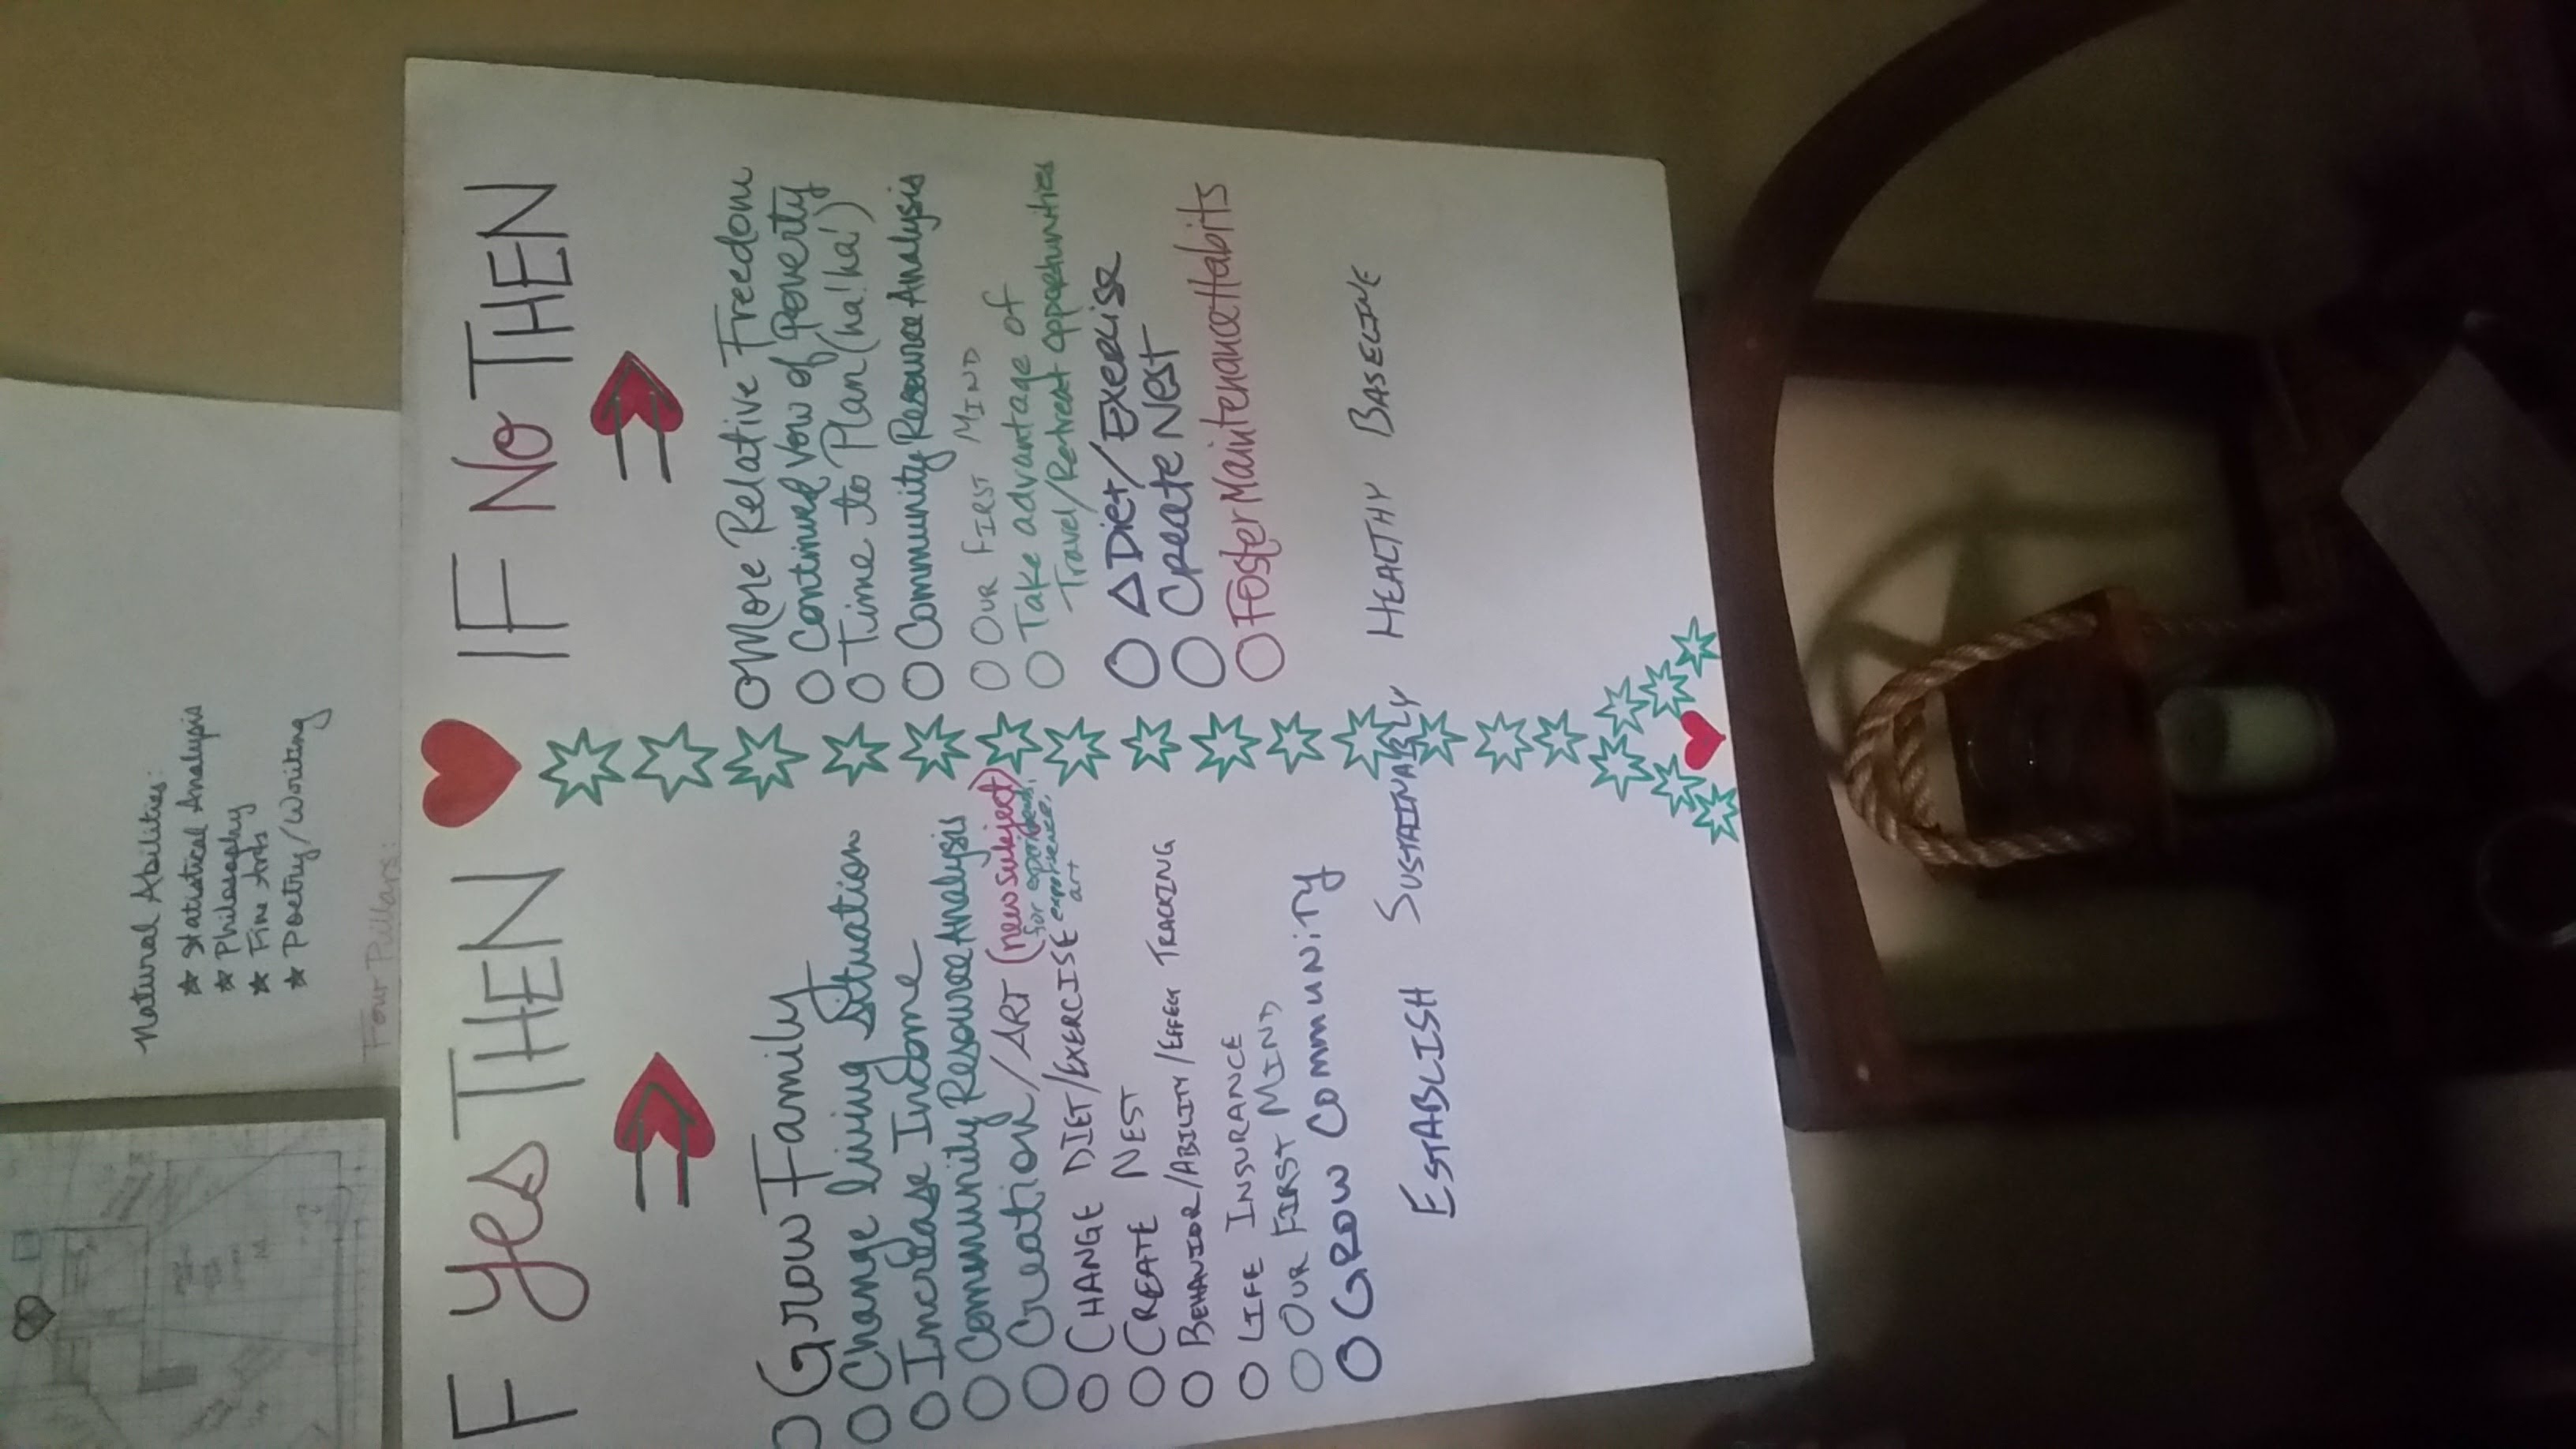 Natural Abilities:
Statistical Analysis
Philosophy
Fine Arts
Poetry/Writing
Four Pillars:
F Yes THEN
Grow Family
Change living situation
Increase Income
Community Resource Analysis
Creation/ART (new subject)
for experiments,
experience,
art
CHANGE DIET/EXERCISE
CREATE NEST
BEHAVIOR/ABILITY/EFFECT TRACKING
LIFE INSURANCE
OUR FIRST MIND
GROW COMMUNITY
IF No THEN
More Relative Freedom
Continued Vow of Poverty
Time to Plan (ha! ha!)
Community Resource Analysis
OUR FIRST MIND
Take advantage of
Travel/Retreat opportunities
Δ Diet/Exercise
Create Nest
Foster Maintenance Habits
ESTABLISH SUSTAINABLY HEALTHY BASELINE